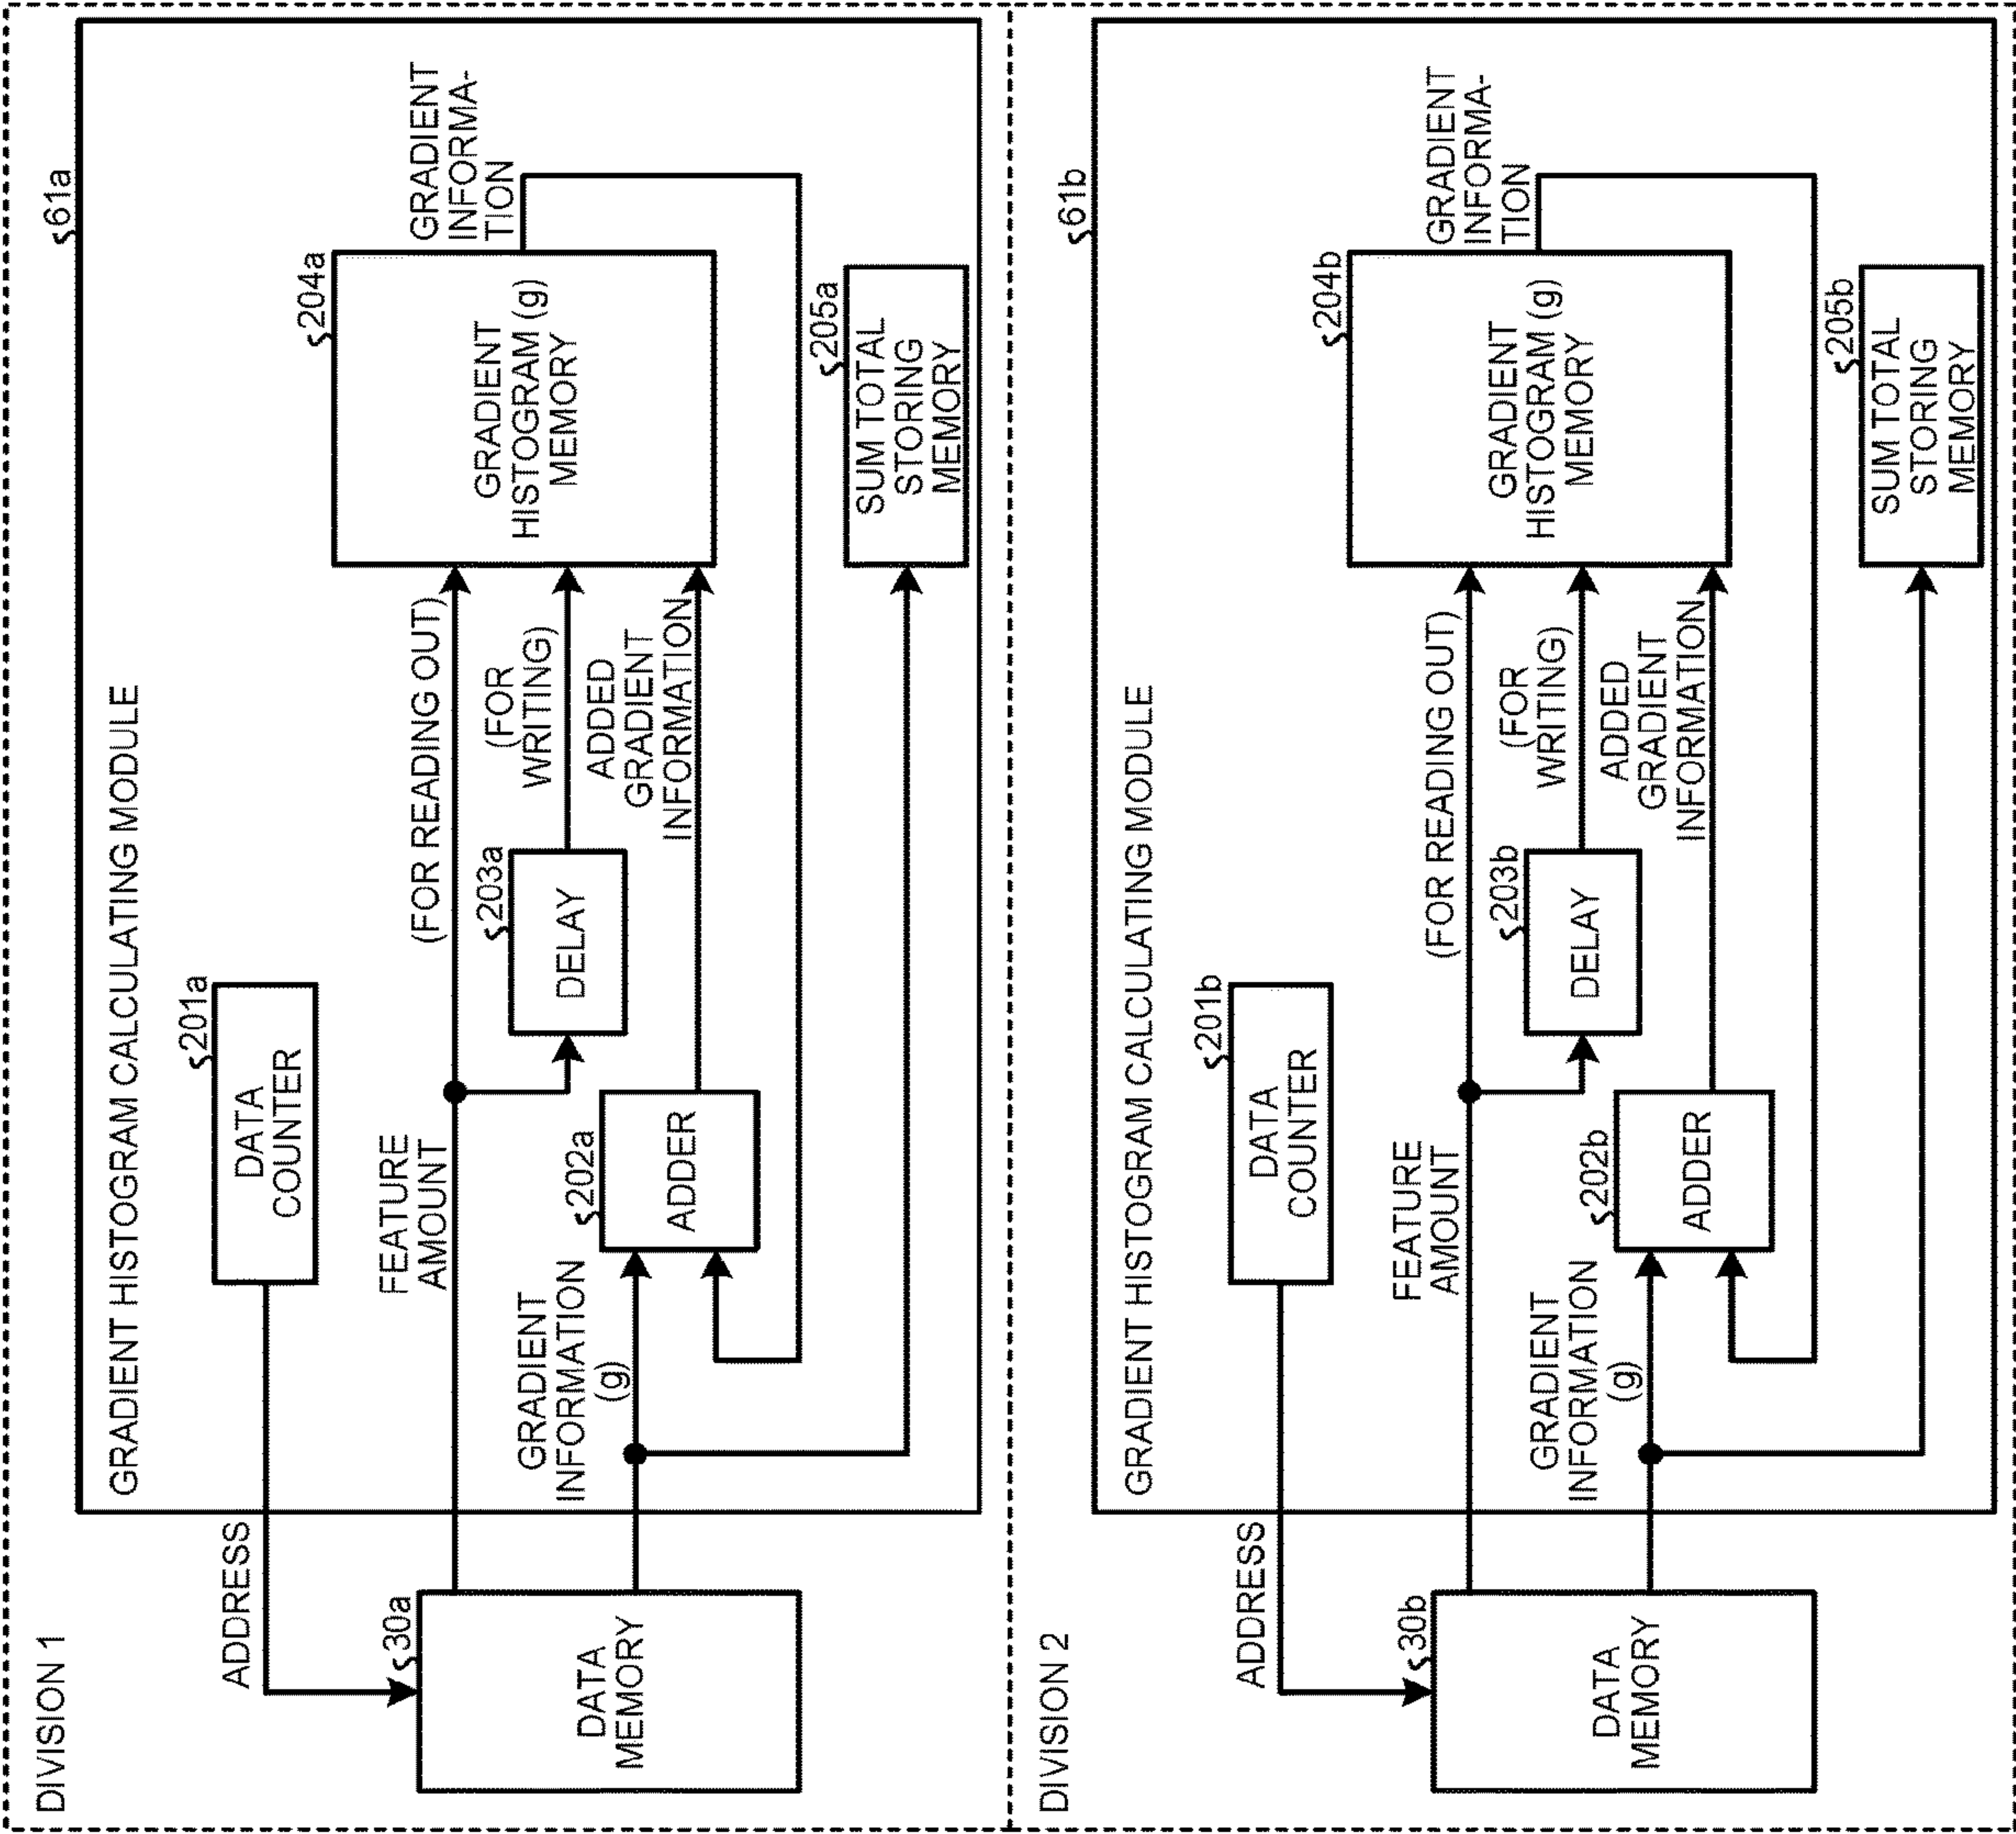 DIVISION 1
61a
GRADIENT HISTOGRAM CALCULATING MODULE
201a
DATA
COUNTER
ADDRESS
30a
DATA
MEMORY
FEATURE
AMOUNT
(FOR READING OUT)
203a
DELAY
(FOR
WRITING)
GRADIENT
INFORMATION
(g)
202a
ADDER
ADDED
GRADIENT
INFORMATION
204a
GRADIENT
HISTOGRAM (g)
MEMORY
GRADIENT
INFORMA-
TION
205a
SUM TOTAL
STORING
MEMORY
DIVISION 2
61b
GRADIENT HISTOGRAM CALCULATING MODULE
201b
DATA
COUNTER
ADDRESS
30b
DATA
MEMORY
FEATURE
AMOUNT
(FOR READING OUT)
203b
DELAY
(FOR
WRITING)
GRADIENT
INFORMATION
(g)
202b
ADDER
ADDED
GRADIENT
INFORMATION
204b
GRADIENT
HISTOGRAM (g)
MEMORY
GRADIENT
INFORMA-
TION
205b
SUM TOTAL
STORING
MEMORY